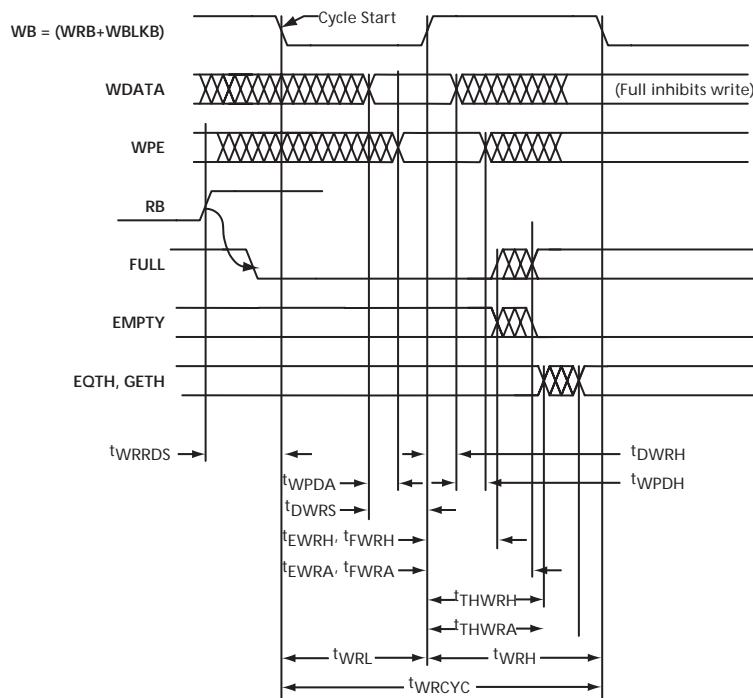 Cycle Start
WB = (WRB+WBLKB)
WDATA
(Full inhibits write)
WPE
RB
FULL
EMPTY
EQTH, GETH
tWRRDS
tDWRH
tWPDA
tWPDH
tDWRS
tEWRH, tFWRH
tEWRA, tFWRA
tTHWRH
tTHWRA
tWRL
tWRH
tWRCYC